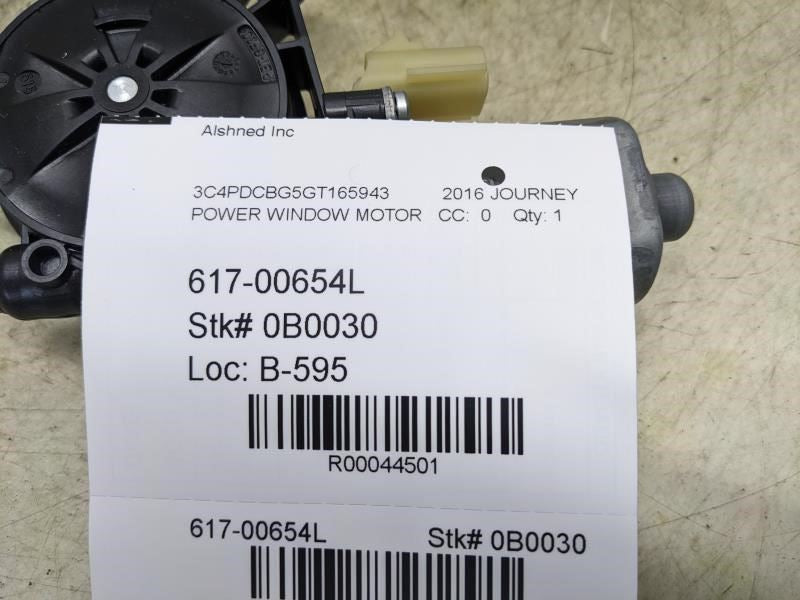 Alshned Inc
3C4PDCBG5GT165943 2016 JOURNEY
POWER WINDOW MOTOR CC: 0 Qty: 1
617-00654L
Stk# 0B0030
Loc: B-595
R00044501
617-00654L Stk# 0B0030